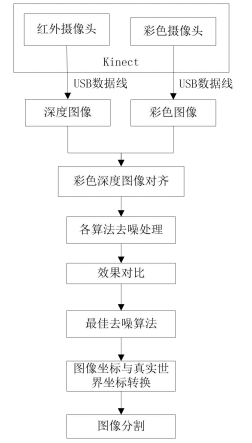 红外摄像头
彩色摄像头
Kinect
USB数据线
USB数据线
深度图像
彩色图像
彩色深度图像对齐
各算法去噪处理
效果对比
最佳去噪算法
图像坐标与真实世
界坐标转换
图像分割